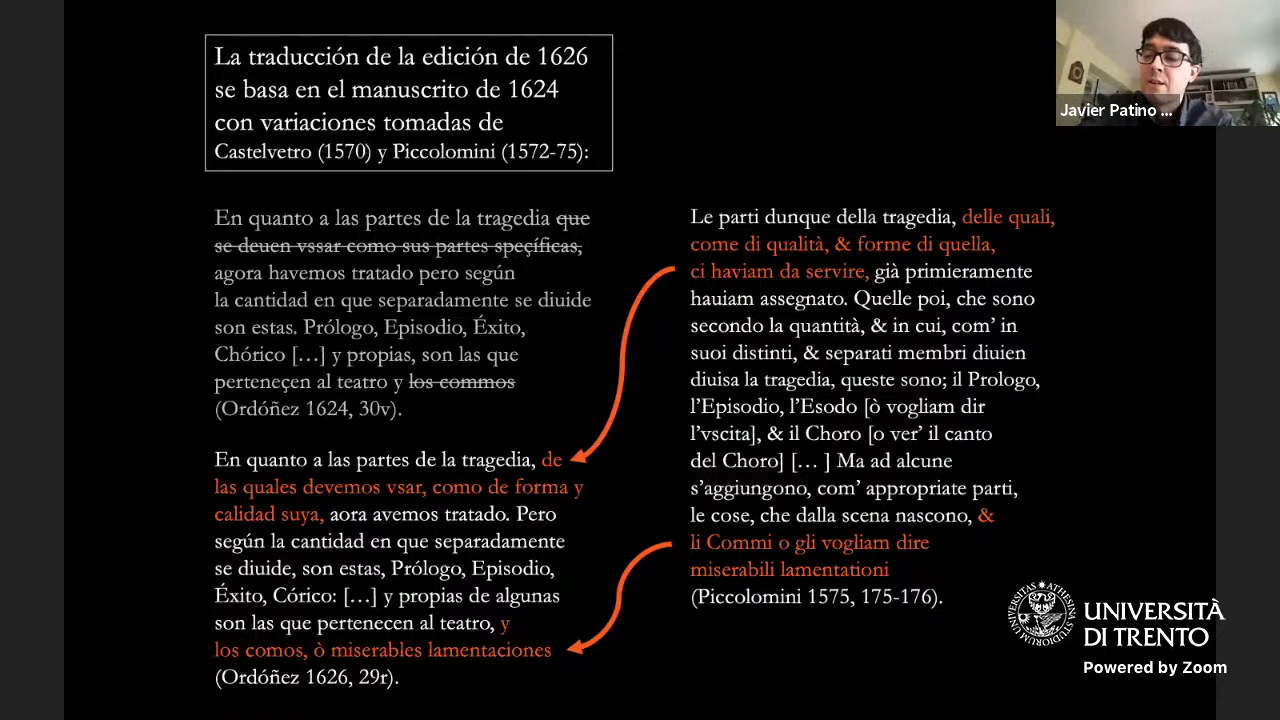 La traducción de la edición de 1626
se basa en el manuscrito de 1624
con variaciones tomadas de
Castelvetro (1570) y Piccolomini (1572-75):
En quanto a las partes de la tragedia que
se deuen vssar como sus partes speçíficas,
agora havemos tratado pero según
la cantidad en que separadamente se diuide
son estas. Prólogo, Episodio, Éxito,
Chórico […] y propias, son las que
perteneçen al teatro y los commos
(Ordóñez 1624, 30v).
En quanto a las partes de la tragedia, de
las quales devemos vsar, como de forma y
calidad suya, aora avemos tratado. Pero
según la cantidad en que separadamente
se diuide, son estas, Prólogo, Episodio,
Éxito, Córico: […] y propias de algunas
son las que pertenecen al teatro, y
los comos, ò miserables lamentaciones
(Ordóñez 1626, 29r).
Le parti dunque della tragedia, delle quali,
come di qualità, & forme di quella,
ci haviam da servire, già primieramente
hauiam assegnato. Quelle poi, che sono
secondo la quantità, & in cui, com’ in
suoi distinti, & separati membri diuien
diuisa la tragedia, queste sono; il Prologo,
l’Episodio, l’Esodo [ò vogliam dir
l’vscita], & il Choro [o ver’ il canto
del Choro] [… ] Ma ad alcune
s’aggiungono, com’ appropriate parti,
le cose, che dalla scena nascono, &
li Commi o gli vogliam dire
miserabili lamentationi
(Piccolomini 1575, 175-176).
Javier Patino ...
UNIVERSITÀ
DI TRENTO
Powered by Zoom